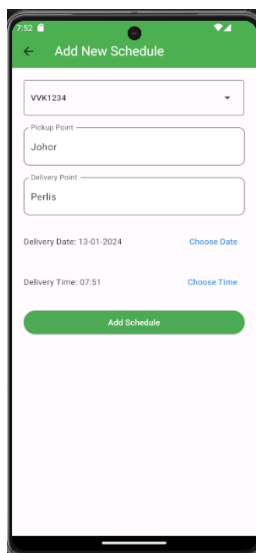 7:52
Add New Schedule
VVK1234
Pickup Point
Johor
Delivery Point
Perlis
Delivery Date: 13-01-2024 Choose Date
Delivery Time: 07:51 Choose Time
Add Schedule